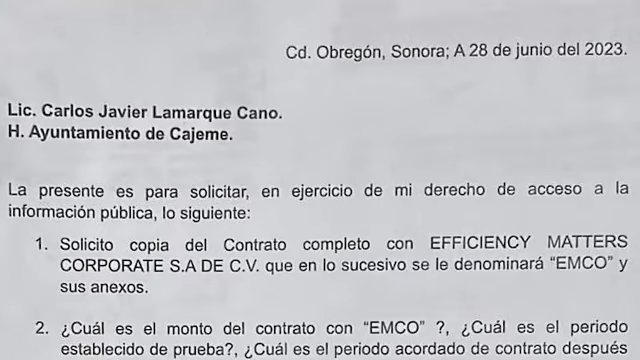 Cd. Obregón, Sonora; A 28 de junio del 2023.
Lic. Carlos Javier Lamarque Cano.
H. Ayuntamiento de Cajeme.
La presente es para solicitar, en ejercicio de mi derecho de acceso a la
información pública, lo siguiente:
1. Solicito copia del Contrato completo con EFFICIENCY MATTERS
CORPORATE S.A DE C.V. que en lo sucesivo se le denominará “EMCO” y
sus anexos.
2. ¿Cuál es el monto del contrato con “EMCO” ?, ¿Cuál es el periodo
establecido de prueba?, ¿Cuál es el periodo acordado de contrato después